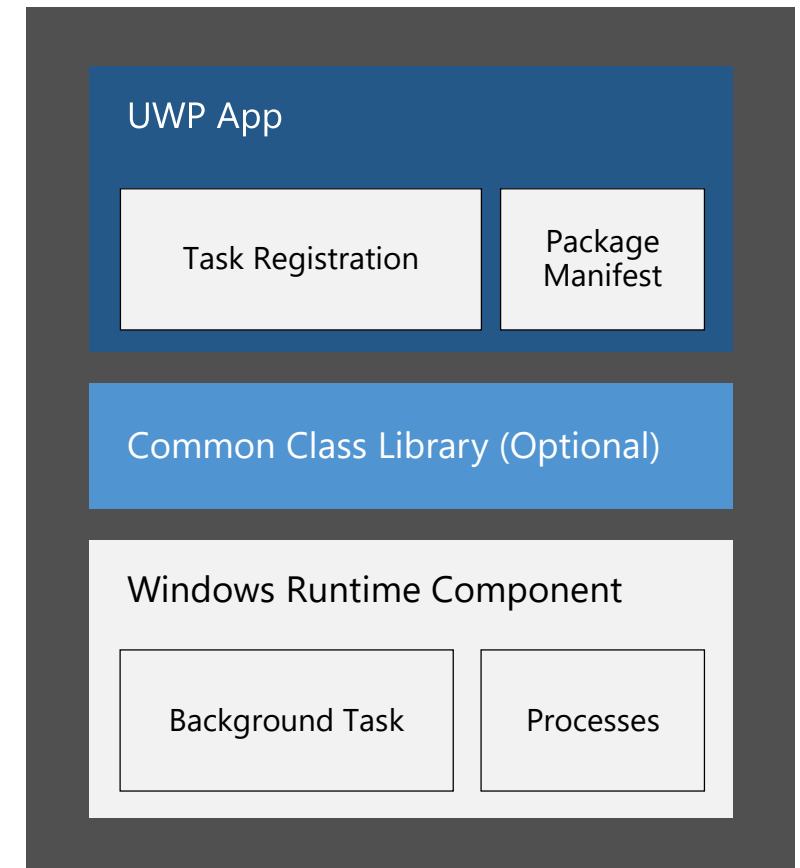 UWP App
Task Registration
Package
Manifest
Common Class Library (Optional)
Windows Runtime Component
Background Task
Processes